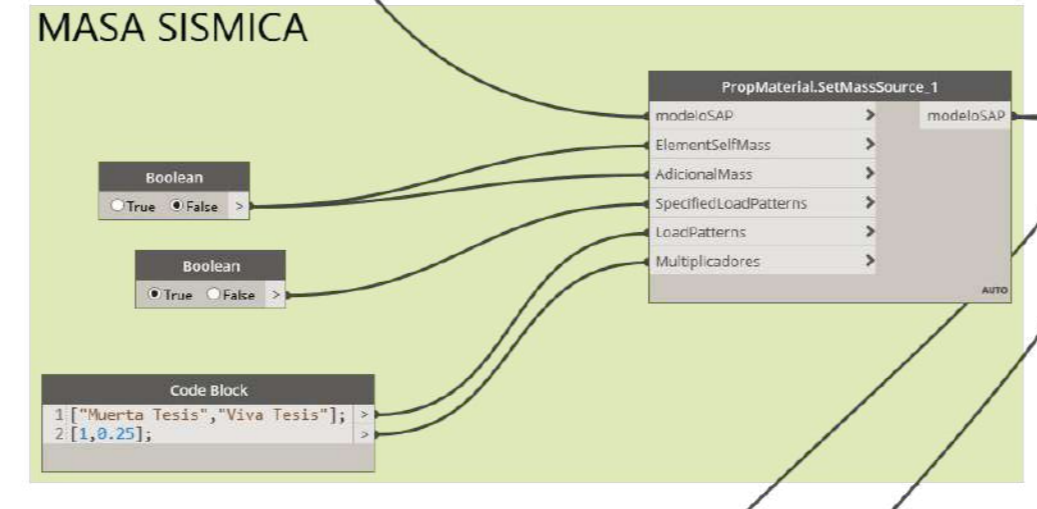 MASA SISMICA
PropMaterial.SetMassSource_1
modeloSAP > modeloSAP
ElementSelfMass >
AdicionalMass >
SpecifiedLoadPatterns >
LoadPatterns >
Multiplicadores >
AUTO
Boolean
True False >
Boolean
True False >
Code Block
1 ["Muerta Tesis","Viva Tesis"]; >
2 [1,0.25]; >